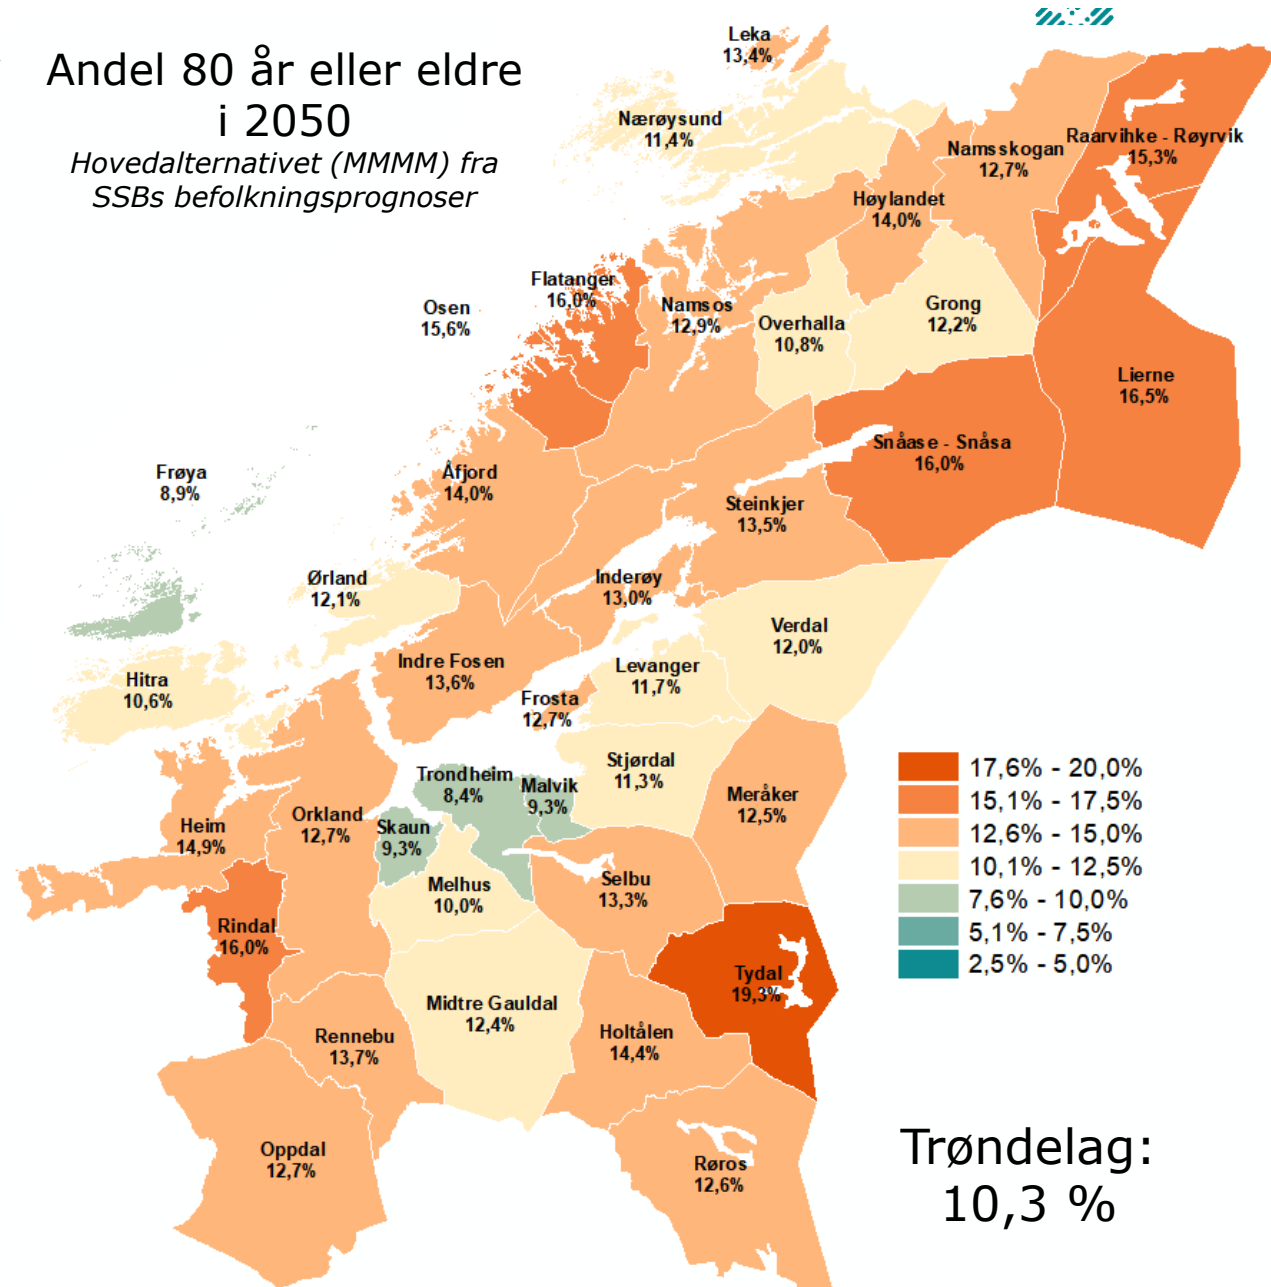 Andel 80 år eller eldre
i 2050
Hovedalternativet (MMMM) fra
SSBs befolkningsprognoser
Leka
13,4%
Nærøysund
11,4%
Namsskogan
12,7%
Raarvihke - Røyrvik
15,3%
Høylandet
14,0%
Flatanger
16,0%
Osen
15,6%
Namsos
12,9%
Overhalla
10,8%
Grong
12,2%
Lierne
16,5%
Snåase - Snåsa
16,0%
Frøya
8,9%
Åfjord
14,0%
Steinkjer
13,5%
Ørland
12,1%
Inderøy
13,0%
Verdal
12,0%
Hitra
10,6%
Indre Fosen
13,6%
Levanger
11,7%
Frosta
12,7%
Stjørdal
11,3%
Trondheim
8,4%
Malvik
9,3%
Meråker
12,5%
Heim
14,9%
Orkland
12,7%
Skaun
9,3%
Melhus
10,0%
Selbu
13,3%
Rindal
16,0%
Tydal
19,3%
Midtre Gauldal
12,4%
Rennebu
13,7%
Holtålen
14,4%
Oppdal
12,7%
Røros
12,6%
17,6% - 20,0%
15,1% - 17,5%
12,6% - 15,0%
10,1% - 12,5%
7,6% - 10,0%
5,1% - 7,5%
2,5% - 5,0%
Trøndelag:
10,3 %